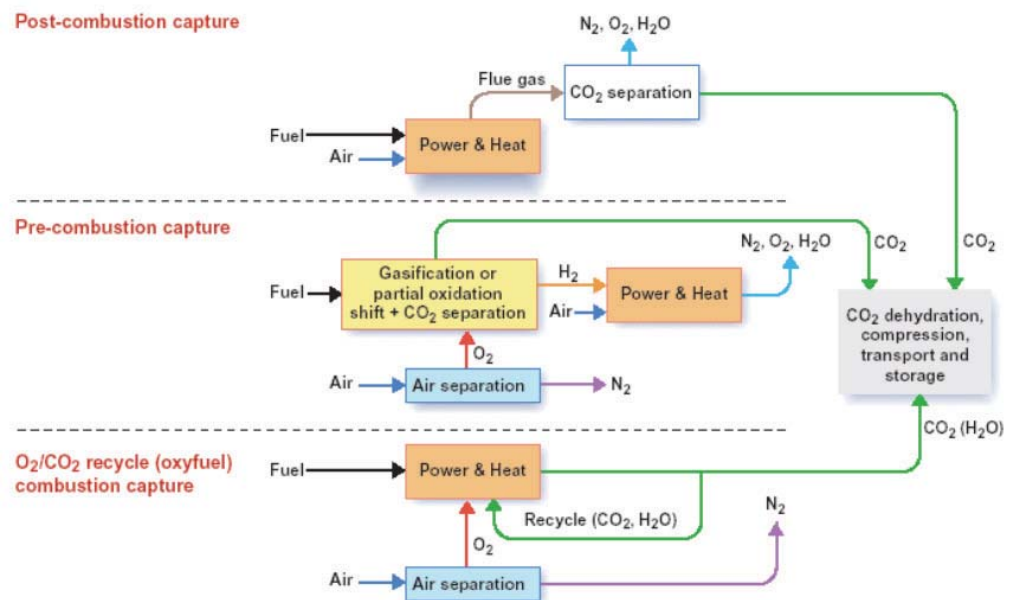 Post-combustion capture
N₂, O₂, H₂O
Flue gas
CO₂ separation
Fuel
Power & Heat
Air
CO₂
CO₂
Pre-combustion capture
N₂, O₂, H₂O
Gasification or
partial oxidation
shift + CO₂ separation
Fuel
H₂
Air
Power & Heat
O₂
Air
Air separation
N₂
CO₂ dehydration,
compression,
transport and
storage
CO₂ (H₂O)
O₂/CO₂ recycle (oxyfuel)
combustion capture
Fuel
Power & Heat
Recycle (CO₂, H₂O)
N₂
O₂
Air
Air separation